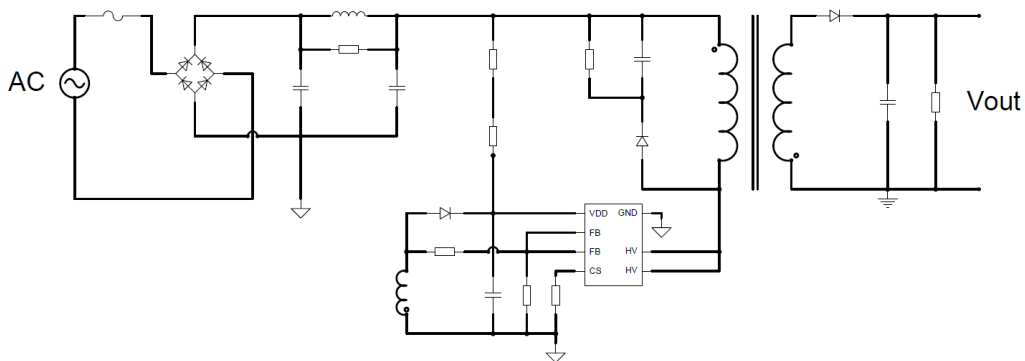 AC
Vout
VDD GND
FB
FB HV
CS HV